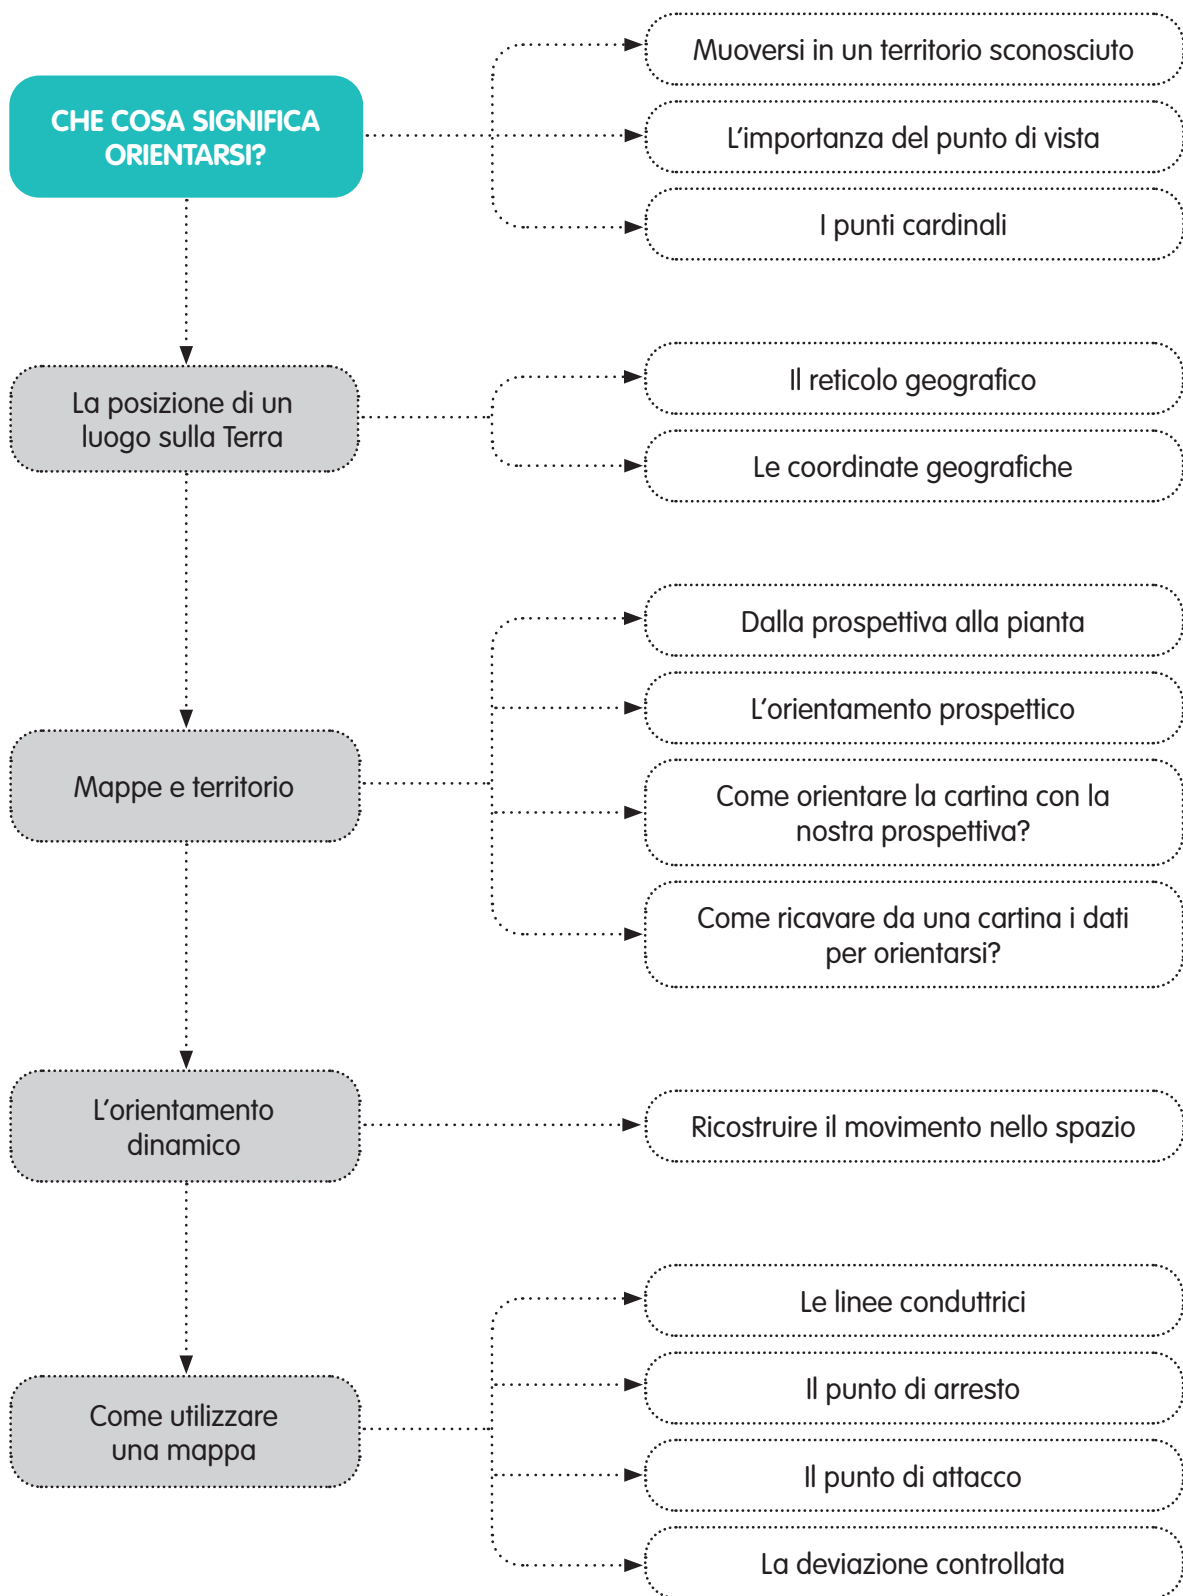 CHE COSA SIGNIFICA
ORIENTARSI?
Muoversi in un territorio sconosciuto
L'importanza del punto di vista
I punti cardinali
La posizione di un
luogo sulla Terra
Il reticolo geografico
Le coordinate geografiche
Mappe e territorio
Dalla prospettiva alla pianta
L'orientamento prospettico
Come orientare la cartina con la
nostra prospettiva?
Come ricavare da una cartina i dati
per orientarsi?
L'orientamento
dinamico
Ricostruire il movimento nello spazio
Come utilizzare
una mappa
Le linee conduttrici
Il punto di arresto
Il punto di attacco
La deviazione controllata